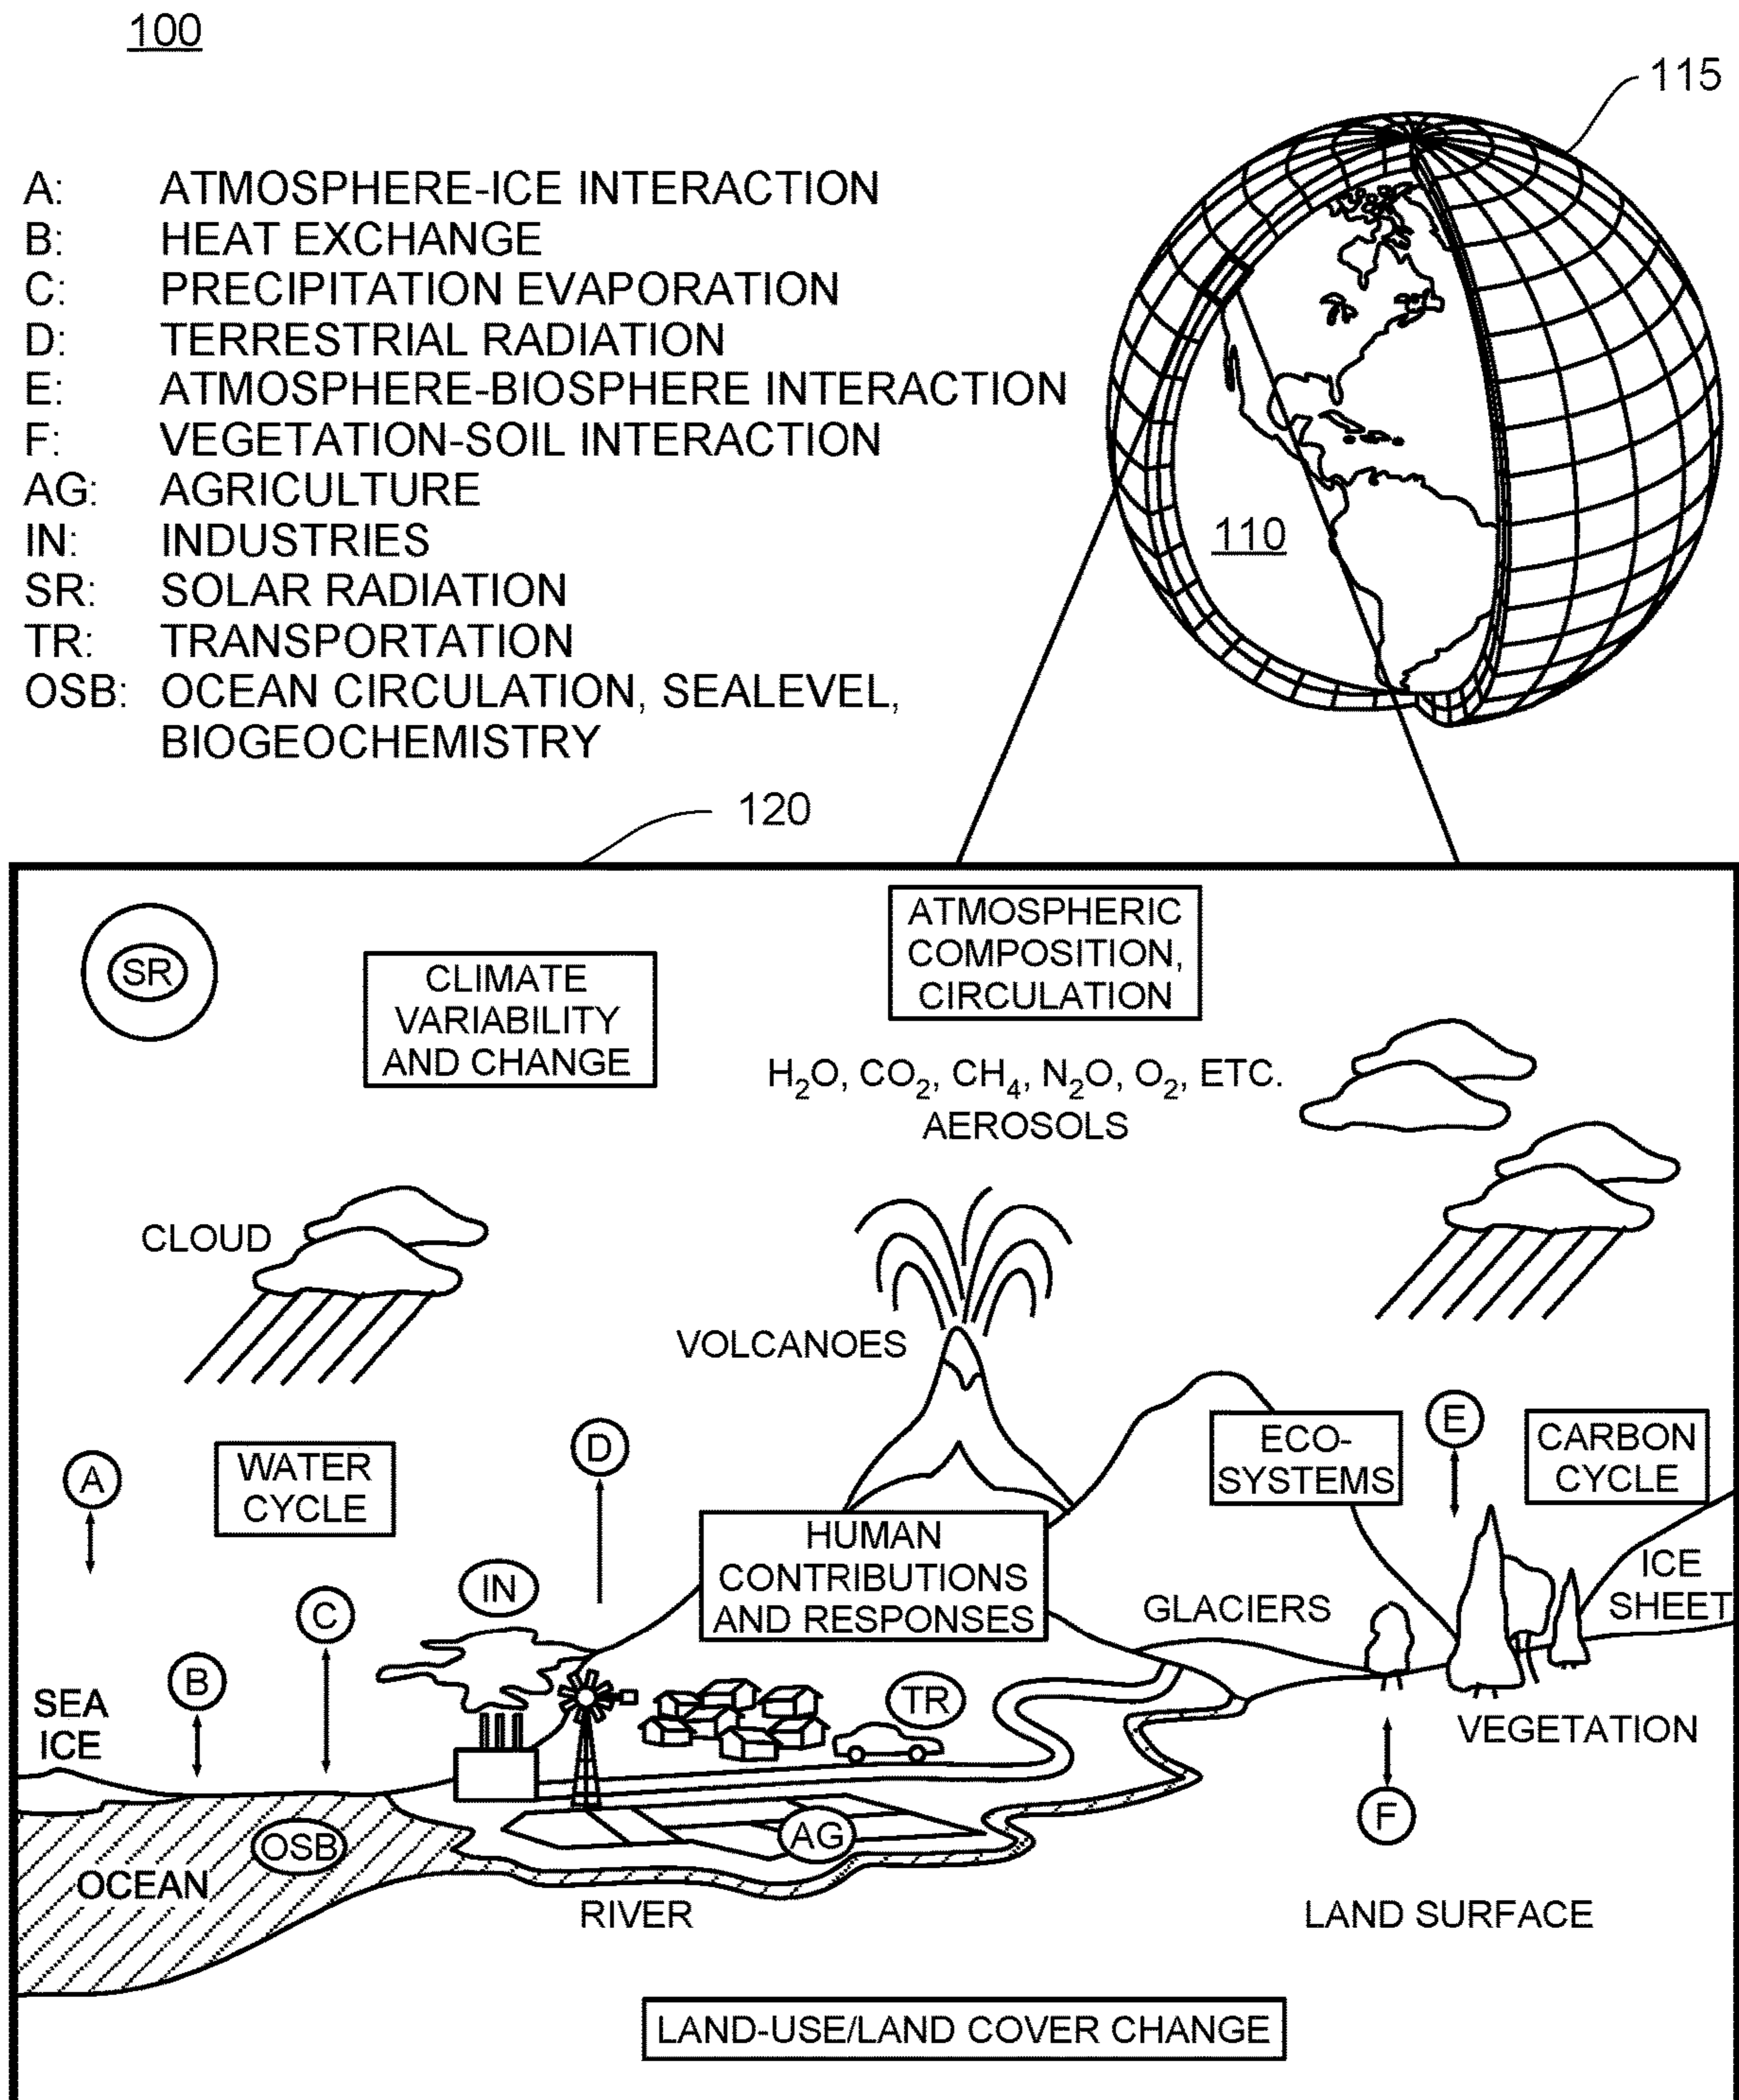 100
115
A: ATMOSPHERE-ICE INTERACTION
B: HEAT EXCHANGE
C: PRECIPITATION EVAPORATION
D: TERRESTRIAL RADIATION
E: ATMOSPHERE-BIOSPHERE INTERACTION
F: VEGETATION-SOIL INTERACTION
AG: AGRICULTURE
IN: INDUSTRIES
SR: SOLAR RADIATION
TR: TRANSPORTATION
OSB: OCEAN CIRCULATION, SEALEVEL,
BIOGEOCHEMISTRY
110
120
SR
CLIMATE
VARIABILITY
AND CHANGE
ATMOSPHERIC
COMPOSITION,
CIRCULATION
H₂O, CO₂, CH₄, N₂O, O₂, ETC.
AEROSOLS
CLOUD
VOLCANOES
A
WATER
CYCLE
D
ECO-
SYSTEMS
E
CARBON
CYCLE
HUMAN
CONTRIBUTIONS
AND RESPONSES
IN
C
GLACIERS
ICE
SHEET
B
SEA
ICE
TR
VEGETATION
F
OSB
AG
OCEAN
RIVER
LAND SURFACE
LAND-USE/LAND COVER CHANGE